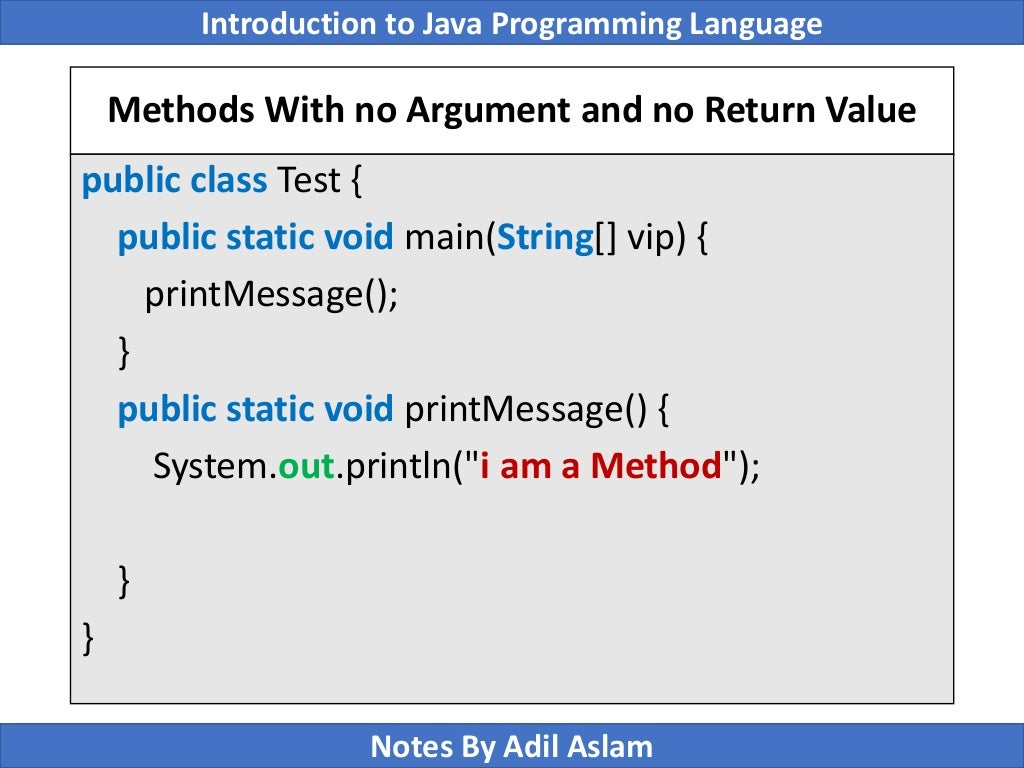 Introduction to Java Programming Language
Methods With no Argument and no Return Value
public class Test {
public static void main(String[] vip) {
printMessage();
}
public static void printMessage() {
System.out.println("i am a Method");
}
}
Notes By Adil Aslam